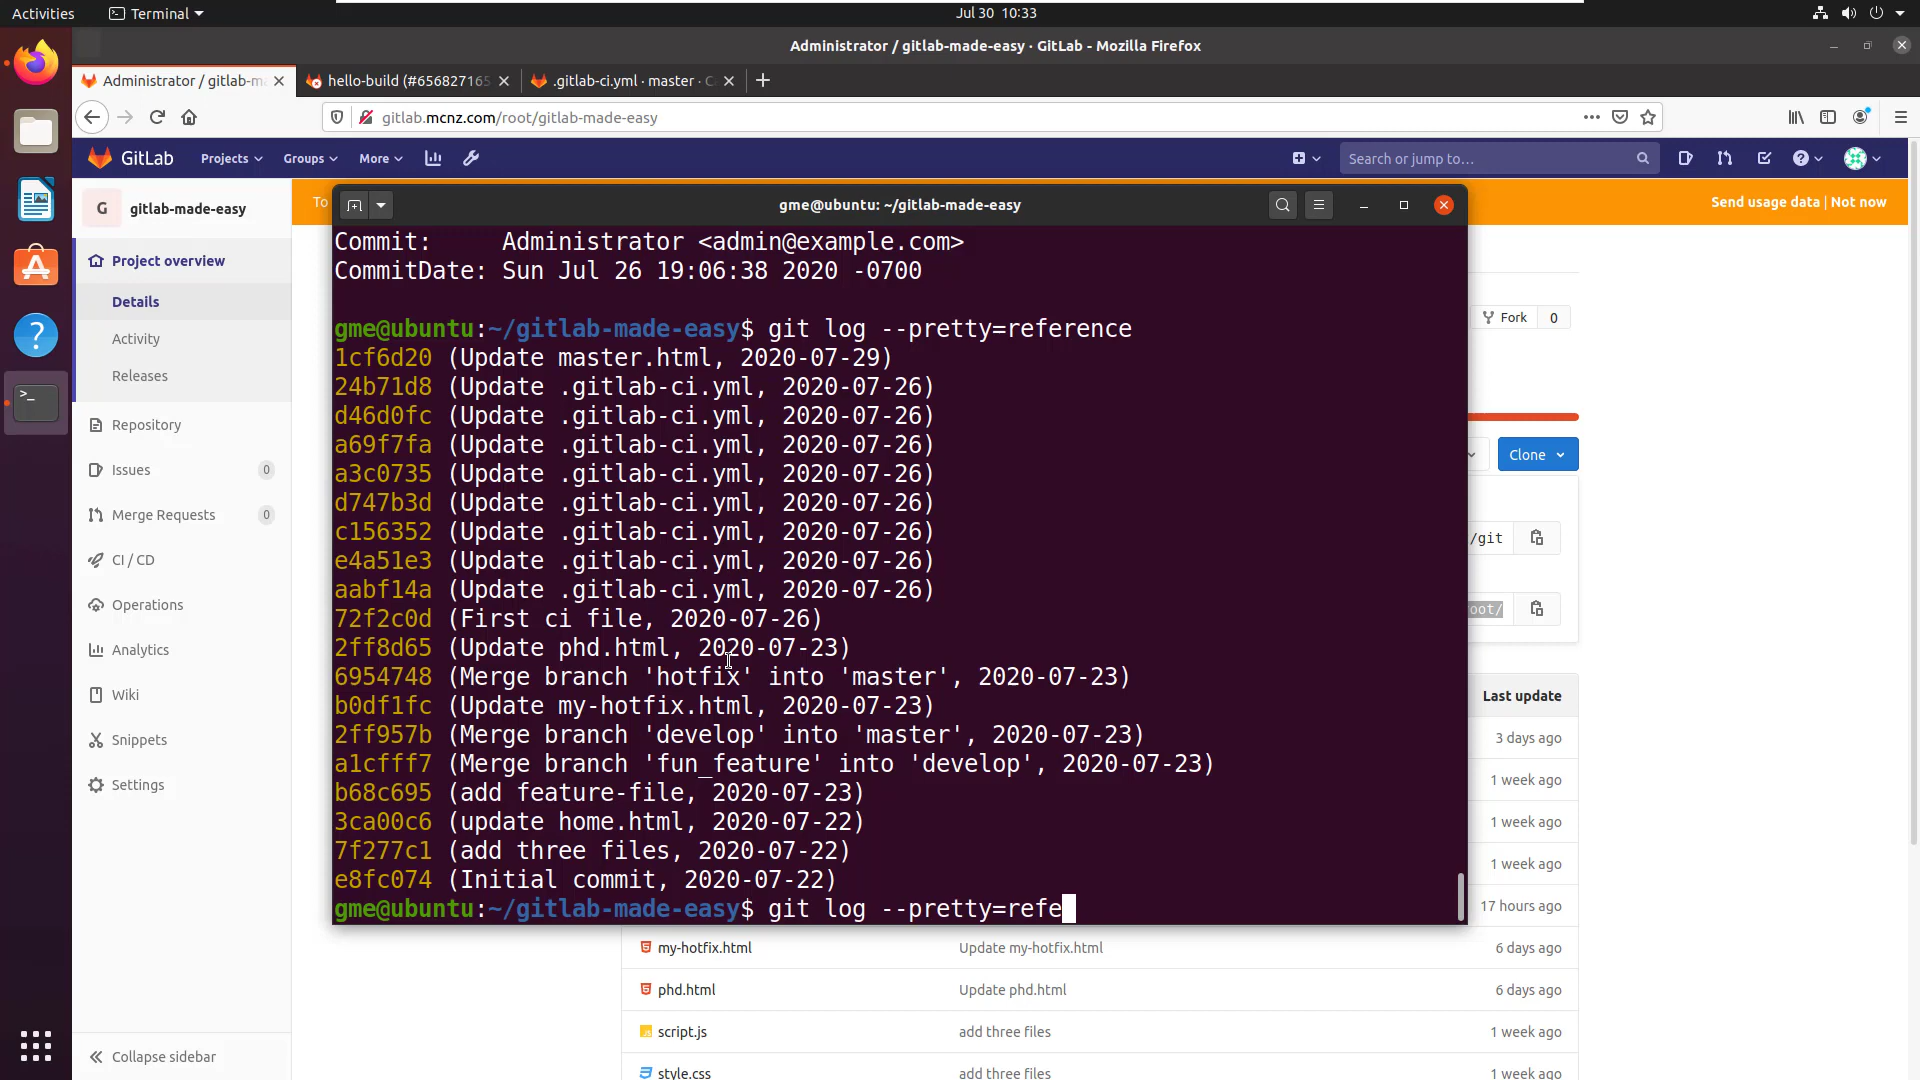 Activities
Terminal
Jul 30 10:33
Administrator / gitlab-made-easy · GitLab - Mozilla Firefox
Administrator / gitlab-m
hello-build (#656827165
.gitlab-ci.yml · master ·
gitlab.mcnz.com/root/gitlab-made-easy
GitLab
Projects
Groups
More
Search or jump to…
G
gitlab-made-easy
To
Send usage data | Not now
Project overview
Details
Activity
Releases
Repository
Issues 0
Merge Requests 0
CI / CD
Operations
Analytics
Wiki
Snippets
Settings
Collapse sidebar
gme@ubuntu: ~/gitlab-made-easy
Commit: Administrator <admin@example.com>
CommitDate: Sun Jul 26 19:06:38 2020 -0700
gme@ubuntu:~/gitlab-made-easy$ git log --pretty=reference
1cf6d20 (Update master.html, 2020-07-29)
24b71d8 (Update .gitlab-ci.yml, 2020-07-26)
d46d0fc (Update .gitlab-ci.yml, 2020-07-26)
a69f7fa (Update .gitlab-ci.yml, 2020-07-26)
a3c0735 (Update .gitlab-ci.yml, 2020-07-26)
d747b3d (Update .gitlab-ci.yml, 2020-07-26)
c156352 (Update .gitlab-ci.yml, 2020-07-26)
e4a51e3 (Update .gitlab-ci.yml, 2020-07-26)
aabf14a (Update .gitlab-ci.yml, 2020-07-26)
72f2c0d (First ci file, 2020-07-26)
2ff8d65 (Update phd.html, 2020-07-23)
6954748 (Merge branch 'hotfix' into 'master', 2020-07-23)
b0df1fc (Update my-hotfix.html, 2020-07-23)
2ff957b (Merge branch 'develop' into 'master', 2020-07-23)
a1cfff7 (Merge branch 'fun_feature' into 'develop', 2020-07-23)
b68c695 (add feature-file, 2020-07-23)
3ca00c6 (update home.html, 2020-07-22)
7f277c1 (add three files, 2020-07-22)
e8fc074 (Initial commit, 2020-07-22)
gme@ubuntu:~/gitlab-made-easy$ git log --pretty=refe
Fork 0
Clone
/git
oot/
Last update
3 days ago
1 week ago
1 week ago
1 week ago
17 hours ago
my-hotfix.html Update my-hotfix.html 6 days ago
phd.html Update phd.html 6 days ago
script.js add three files 1 week ago
style.css add three files 1 week ago